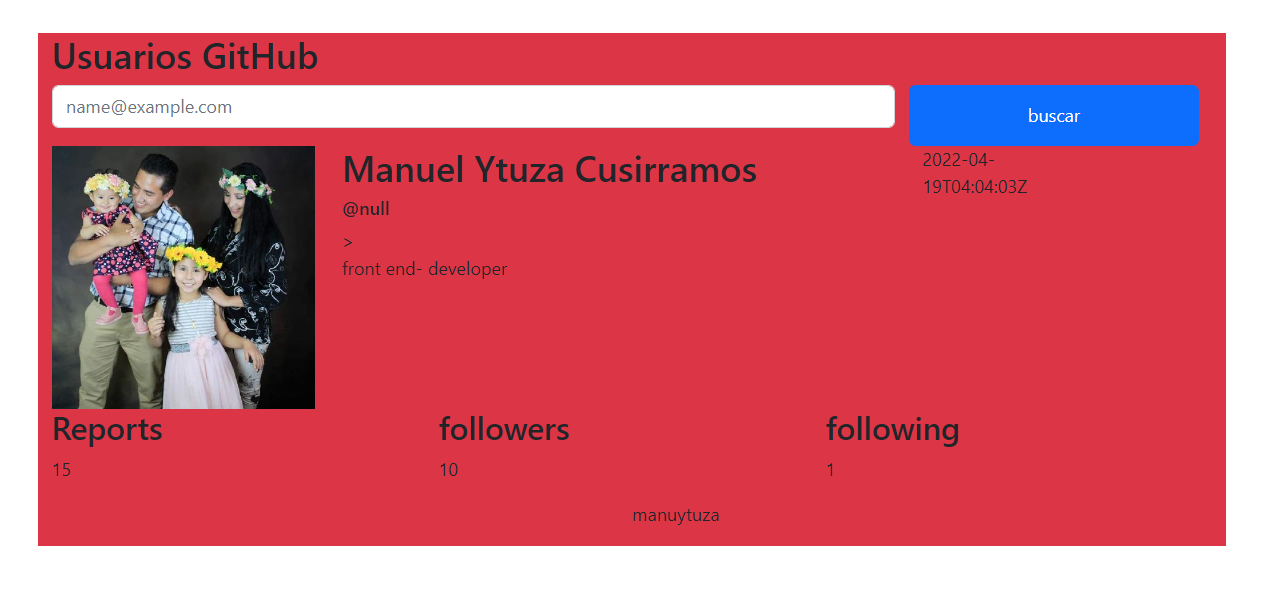 Usuarios GitHub
name@example.com
buscar
Manuel Ytuza Cusirramos
2022-04-
19T04:04:03Z
@null
>
front end- developer
Reports
followers
following
15
10
1
manuytuza